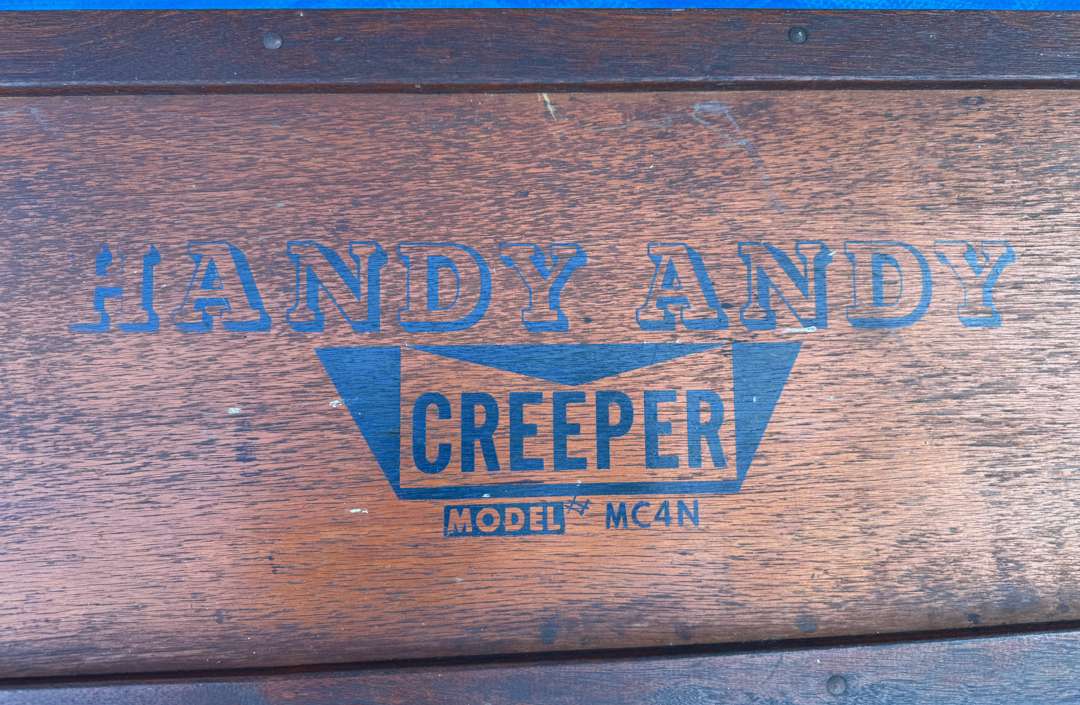 HANDY ANDY
CREEPER
MODEL # MC4N